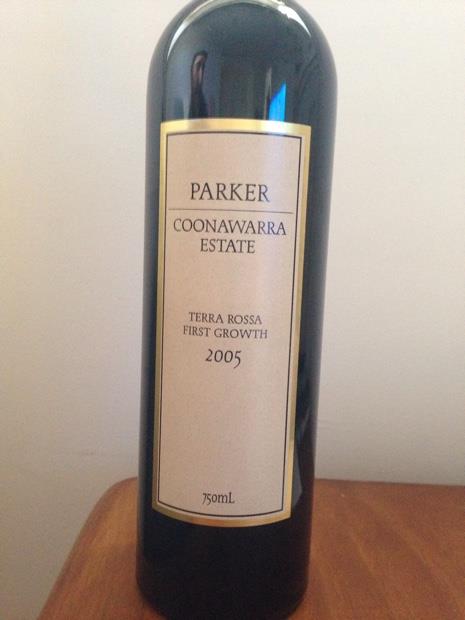 PARKER
COONAWARRA
ESTATE
TERRA ROSSA
FIRST GROWTH
2005
750mL